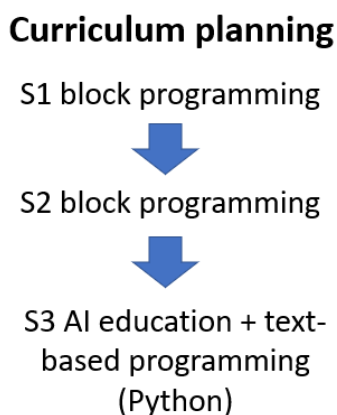 Curriculum planning
S1 block programming
S2 block programming
S3 AI education + text-
based programming
(Python)